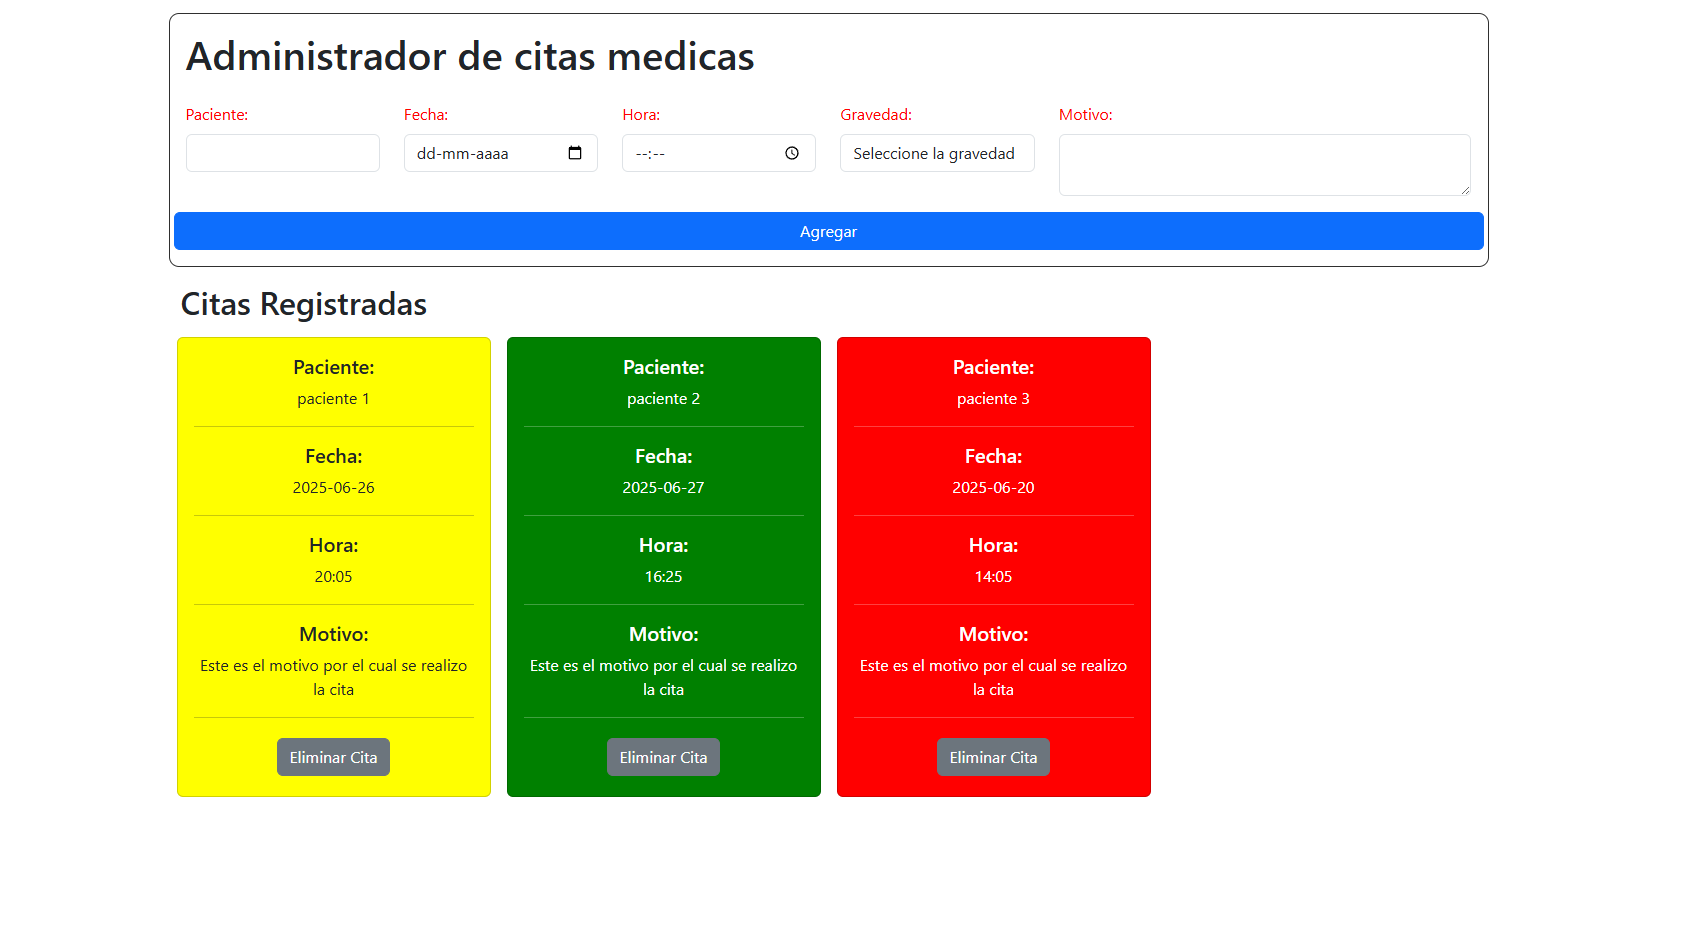 Administrador de citas medicas
Paciente:
Fecha:
Hora:
Gravedad:
Motivo:
dd-mm-aaaa
--:--
Seleccione la gravedad
Agregar
Citas Registradas
Paciente:
paciente 1
Fecha:
2025-06-26
Hora:
20:05
Motivo:
Este es el motivo por el cual se realizo
la cita
Eliminar Cita
Paciente:
paciente 2
Fecha:
2025-06-27
Hora:
16:25
Motivo:
Este es el motivo por el cual se realizo
la cita
Eliminar Cita
Paciente:
paciente 3
Fecha:
2025-06-20
Hora:
14:05
Motivo:
Este es el motivo por el cual se realizo
la cita
Eliminar Cita